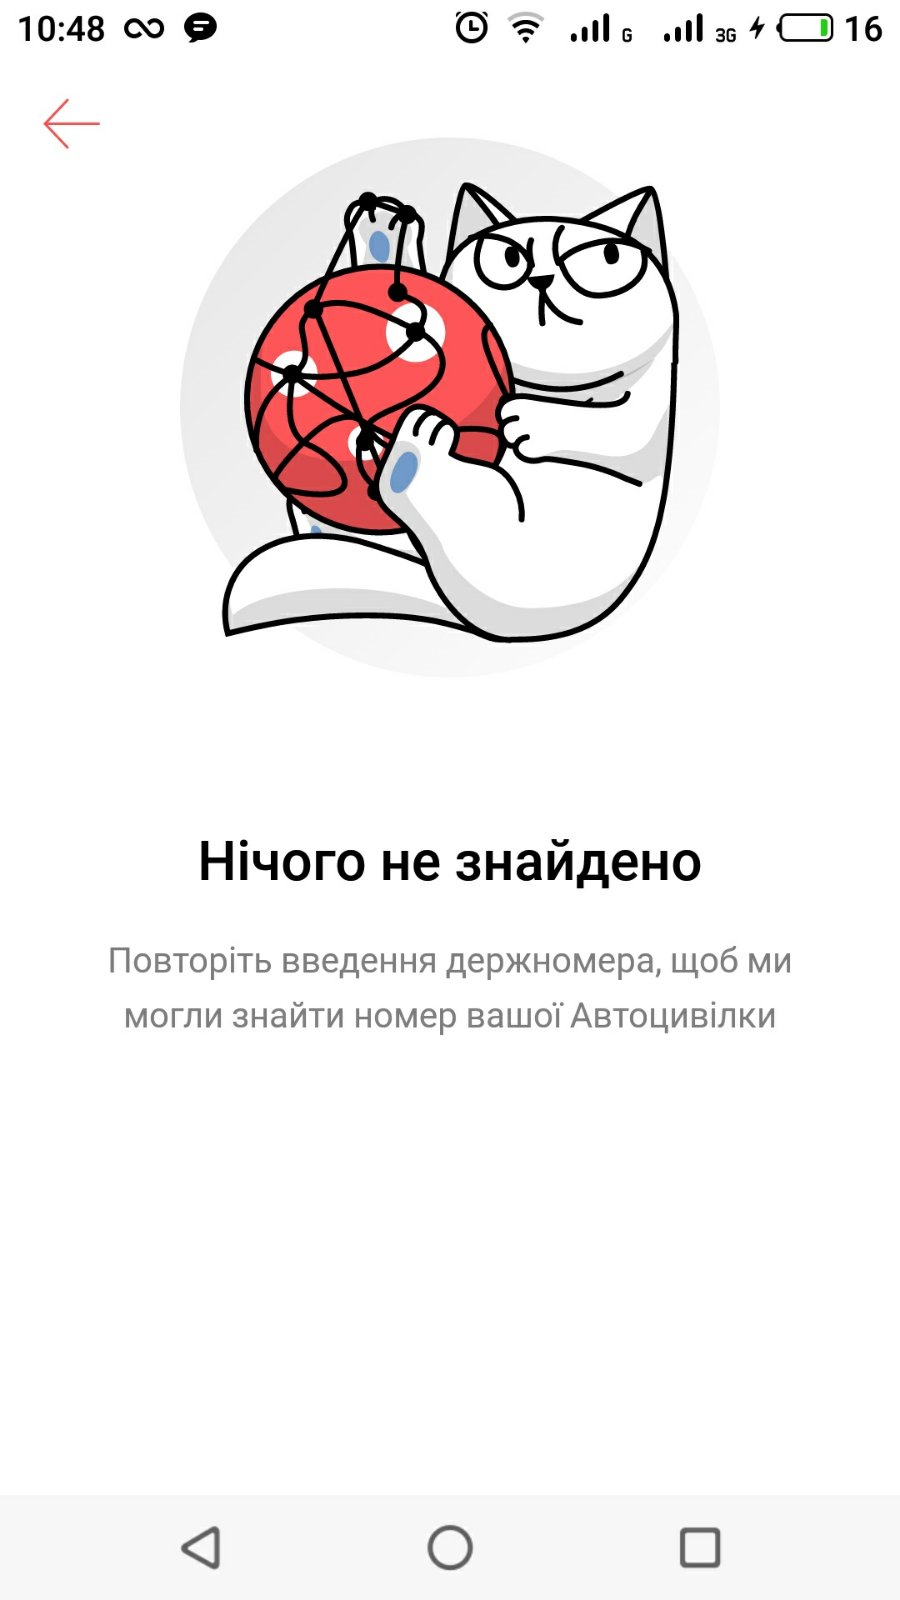 10:48 G 3G 16
Нічого не знайдено
Повторіть введення держномера, щоб ми
могли знайти номер вашої Автоцивілки